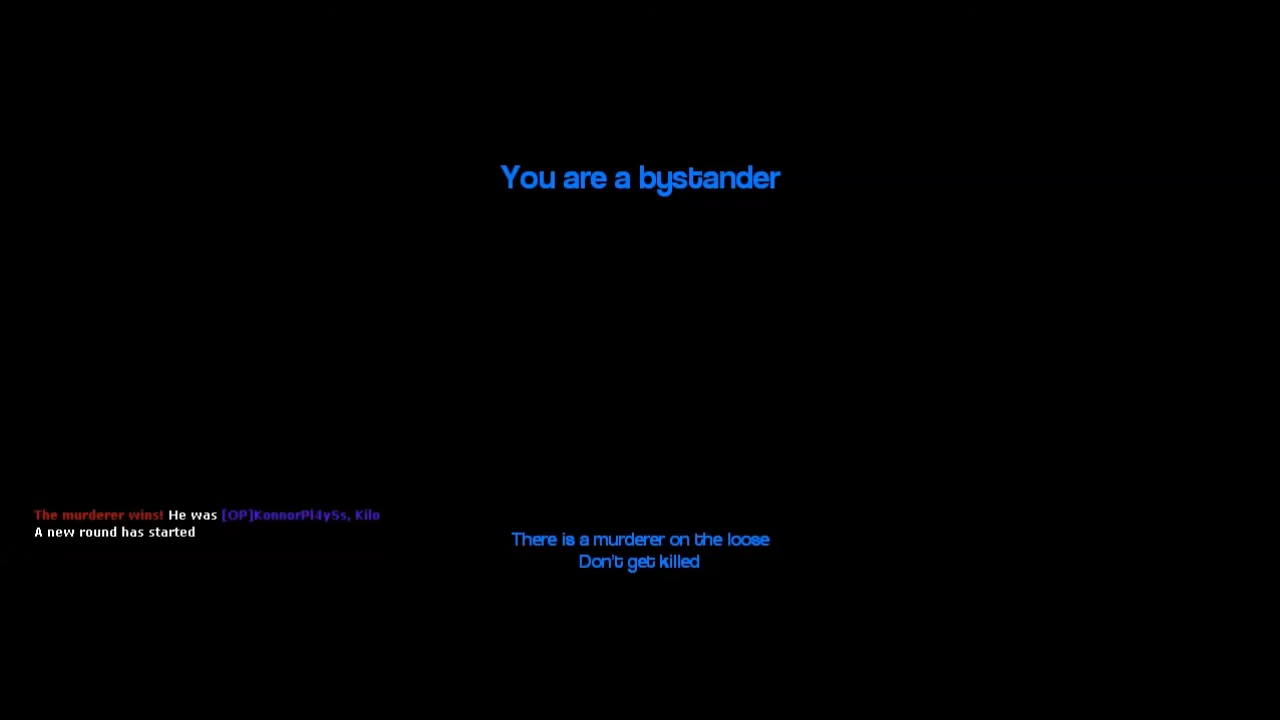 You are a bystander
The murderer wins! He was [OP]KonnorPl4ySs, Kilo
A new round has started
There is a murderer on the loose
Don't get killed